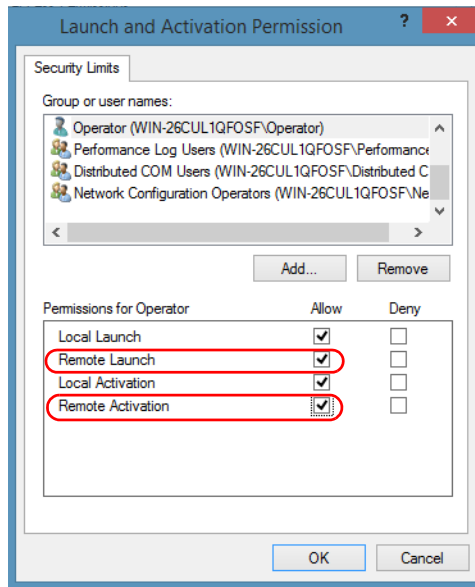 Launch and Activation Permission
?
Security Limits
Group or user names:
Operator (WIN-26CUL1QFOSF\Operator)
Performance Log Users (WIN-26CUL1QFOSF\Performance
Distributed COM Users (WIN-26CUL1QFOSF\Distributed C
Network Configuration Operators (WIN-26CUL1QFOSF\Ne
Add... Remove
Permissions for Operator Allow Deny
Local Launch
Remote Launch
Local Activation
Remote Activation
OK Cancel